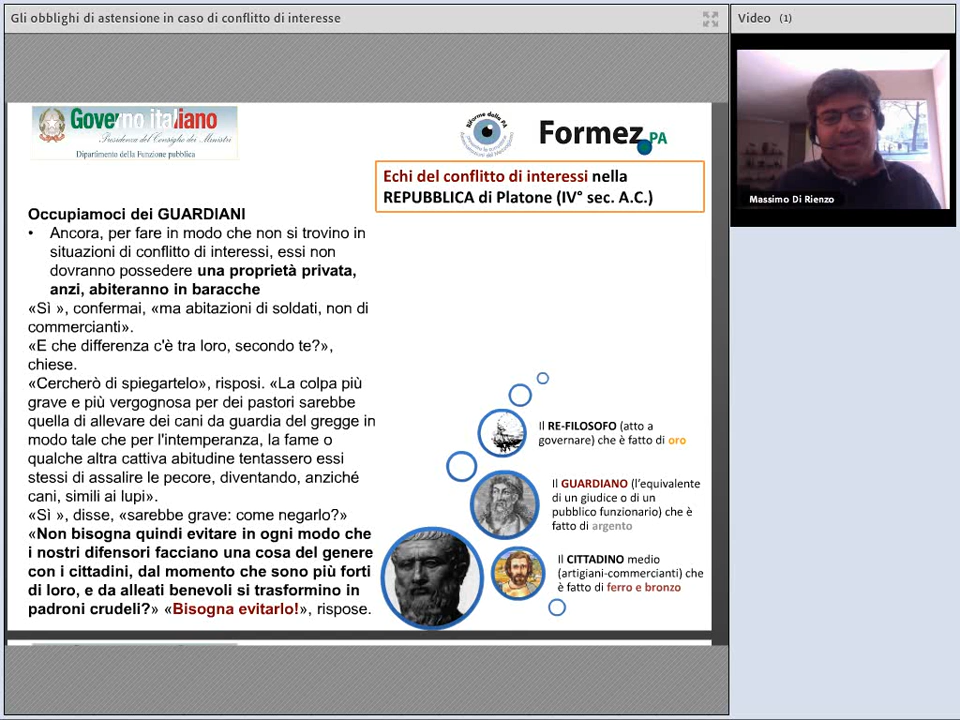 Gli obblighi di astensione in caso di conflitto di interesse
Video (1)
Governo italiano
Presidenza del Consiglio dei Ministri
Dipartimento della Funzione pubblica
Riforme della PA
Formez PA
Massimo Di Rienzo
Echi del conflitto di interessi nella
REPUBBLICA di Platone (IV° sec. A.C.)
Occupiamoci dei GUARDIANI
• Ancora, per fare in modo che non si trovino in
situazioni di conflitto di interessi, essi non
dovranno possedere una proprietà privata,
anzi, abiteranno in baracche
«Sì », confermai, «ma abitazioni di soldati, non di
commercianti».
«E che differenza c'è tra loro, secondo te?»,
chiese.
«Cercherò di spiegartelo», risposi. «La colpa più
grave e più vergognosa per dei pastori sarebbe
quella di allevare dei cani da guardia del gregge in
modo tale che per l'intemperanza, la fame o
qualche altra cattiva abitudine tentassero essi
stessi di assalire le pecore, diventando, anziché
cani, simili ai lupi».
«Sì », disse, «sarebbe grave: come negarlo?»
«Non bisogna quindi evitare in ogni modo che
i nostri difensori facciano una cosa del genere
con i cittadini, dal momento che sono più forti
di loro, e da alleati benevoli si trasformino in
padroni crudeli?» «Bisogna evitarlo!», rispose.
Il RE-FILOSOFO (atto a
governare) che è fatto di oro
Il GUARDIANO (l'equivalente
di un giudice o di un
pubblico funzionario) che è
fatto di argento
Il CITTADINO medio
(artigiani-commercianti) che
è fatto di ferro e bronzo